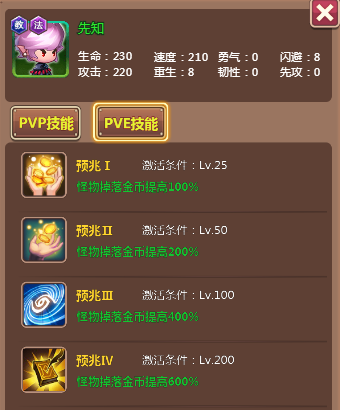 教 法
先知
生命：230 速度：210 勇气：0 闪避：8
攻击：220 重生：8 韧性：0 先攻：0
PVP技能 PVE技能
预兆Ⅰ 激活条件：Lv.25
怪物掉落金币提高100%
预兆Ⅱ 激活条件：Lv.50
怪物掉落金币提高200%
预兆Ⅲ 激活条件：Lv.100
怪物掉落金币提高400%
预兆Ⅳ 激活条件：Lv.200
怪物掉落金币提高600%